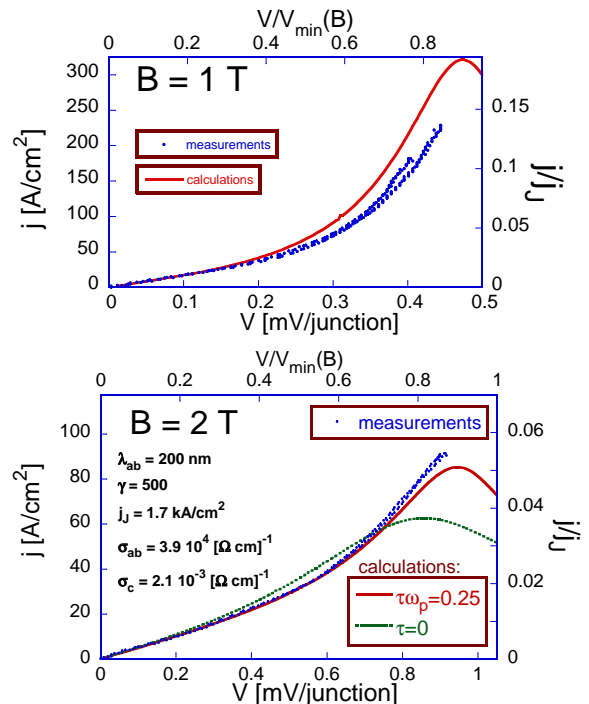 V/V_min(B)
0 0.2 0.4 0.6 0.8
B = 1 T
measurements
calculations
300
250
200
150
100
50
0
j [A/cm²]
0.15
0.1
0.05
0
j/j_J
0 0.1 0.2 0.3 0.4 0.5
V [mV/junction]
V/V_min(B)
0 0.2 0.4 0.6 0.8 1
B = 2 T
measurements
λ_ab = 200 nm
γ = 500
j_J = 1.7 kA/cm²
σ_ab = 3.9 10⁴ [Ω cm]⁻¹
σ_c = 2.1 10⁻³ [Ω cm]⁻¹
calculations:
τω_p=0.25
τ=0
100
80
60
40
20
0
j [A/cm²]
0.06
0.04
0.02
0
j/j_J
0 0.2 0.4 0.6 0.8 1
V [mV/junction]